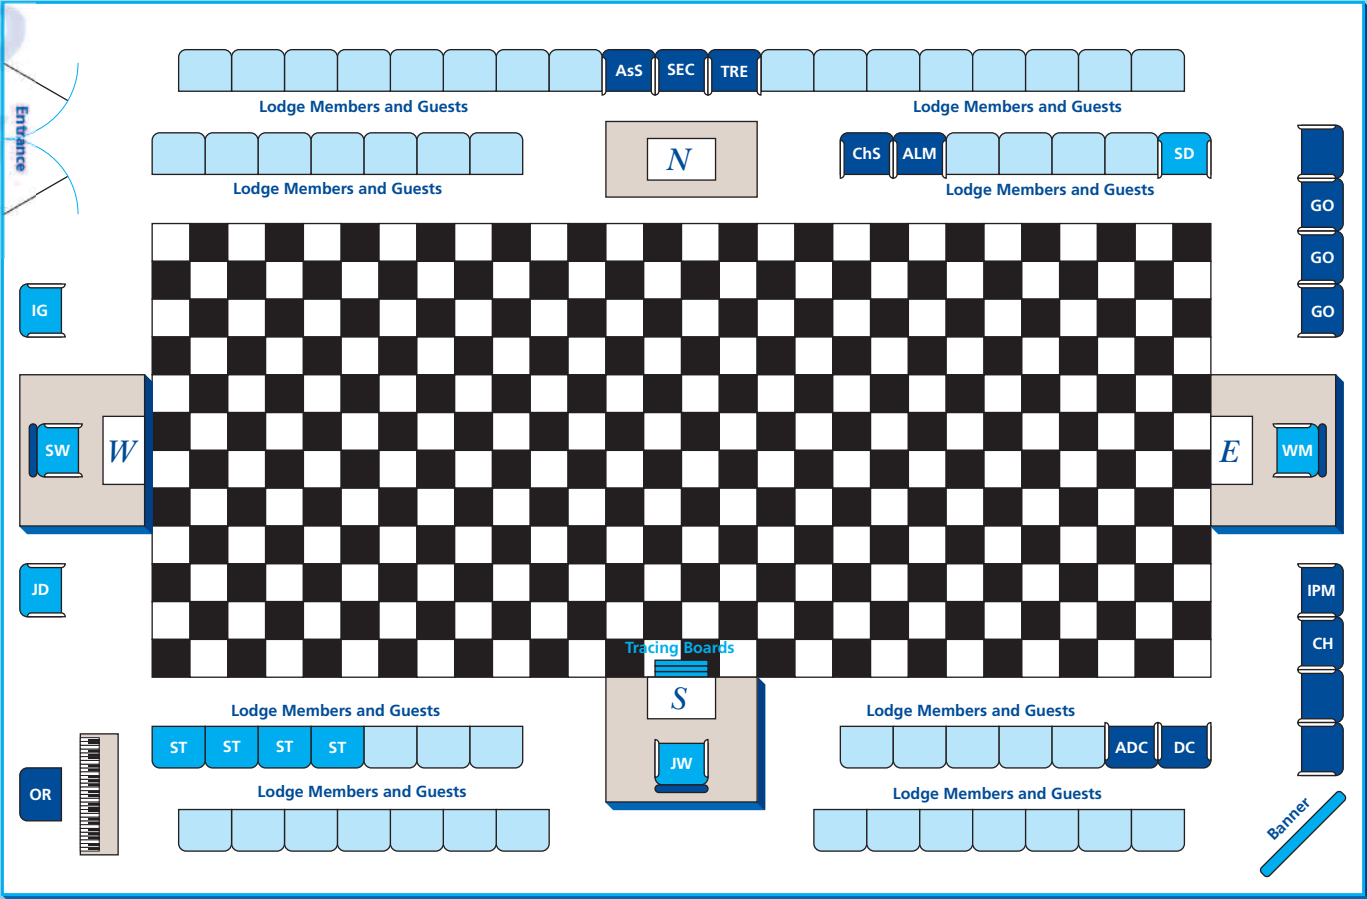 AsS SEC TRE
Lodge Members and Guests
Lodge Members and Guests
Entrance
N
ChS ALM
SD
Lodge Members and Guests
Lodge Members and Guests
GO
GO
GO
IG
SW
W
E
WM
JD
IPM
CH
Tracing Boards
S
JW
Lodge Members and Guests
Lodge Members and Guests
ST ST ST ST
ADC DC
OR
Lodge Members and Guests
Lodge Members and Guests
Banner